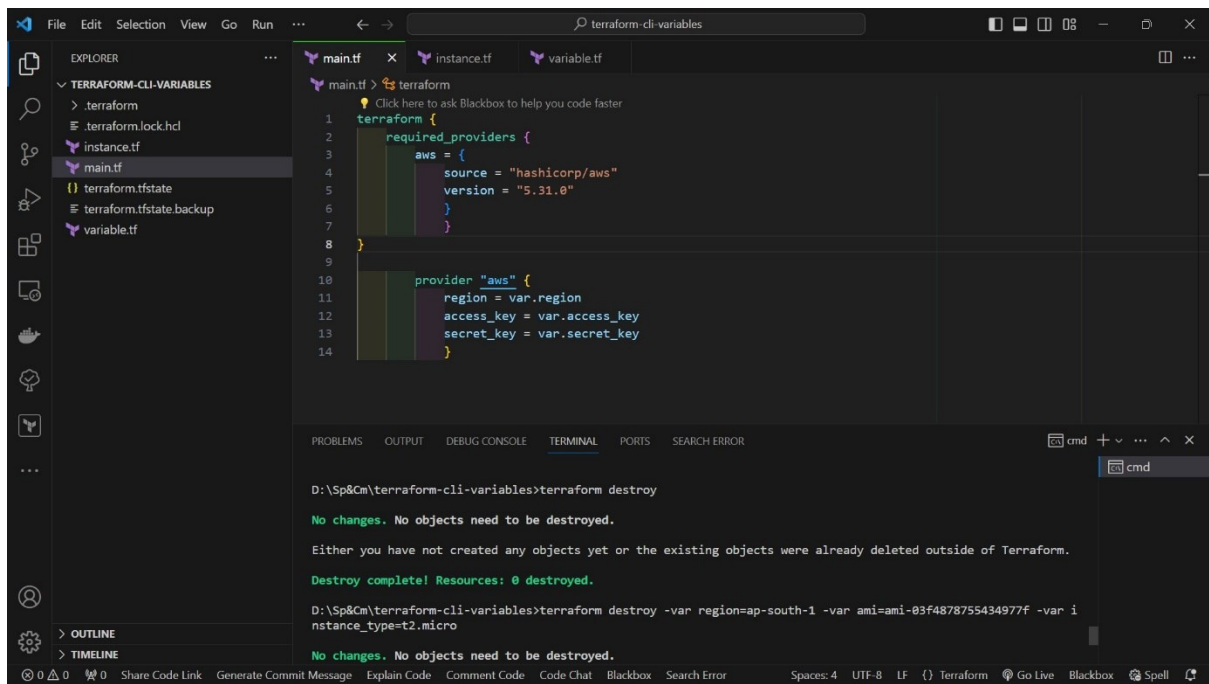 File Edit Selection View Go Run ... terraform-cli-variables
EXPLORER
TERRAFORM-CLI-VARIABLES
.terraform
.terraform.lock.hcl
instance.tf
main.tf
terraform.tfstate
terraform.tfstate.backup
variable.tf
OUTLINE
TIMELINE
main.tf instance.tf variable.tf
main.tf > terraform
Click here to ask Blackbox to help you code faster
1 terraform {
2 required_providers {
3 aws = {
4 source = "hashicorp/aws"
5 version = "5.31.0"
6 }
7 }
8 }
9
10 provider "aws" {
11 region = var.region
12 access_key = var.access_key
13 secret_key = var.secret_key
14 }
PROBLEMS OUTPUT DEBUG CONSOLE TERMINAL PORTS SEARCH ERROR cmd
cmd
D:\Sp&Cm\terraform-cli-variables>terraform destroy
No changes. No objects need to be destroyed.
Either you have not created any objects yet or the existing objects were already deleted outside of Terraform.
Destroy complete! Resources: 0 destroyed.
D:\Sp&Cm\terraform-cli-variables>terraform destroy -var region=ap-south-1 -var ami=ami-03f4878755434977f -var i
nstance_type=t2.micro
No changes. No objects need to be destroyed.
0 0 0 Share Code Link Generate Commit Message Explain Code Comment Code Code Chat Blackbox Search Error Spaces: 4 UTF-8 LF {} Terraform Go Live Blackbox Spell